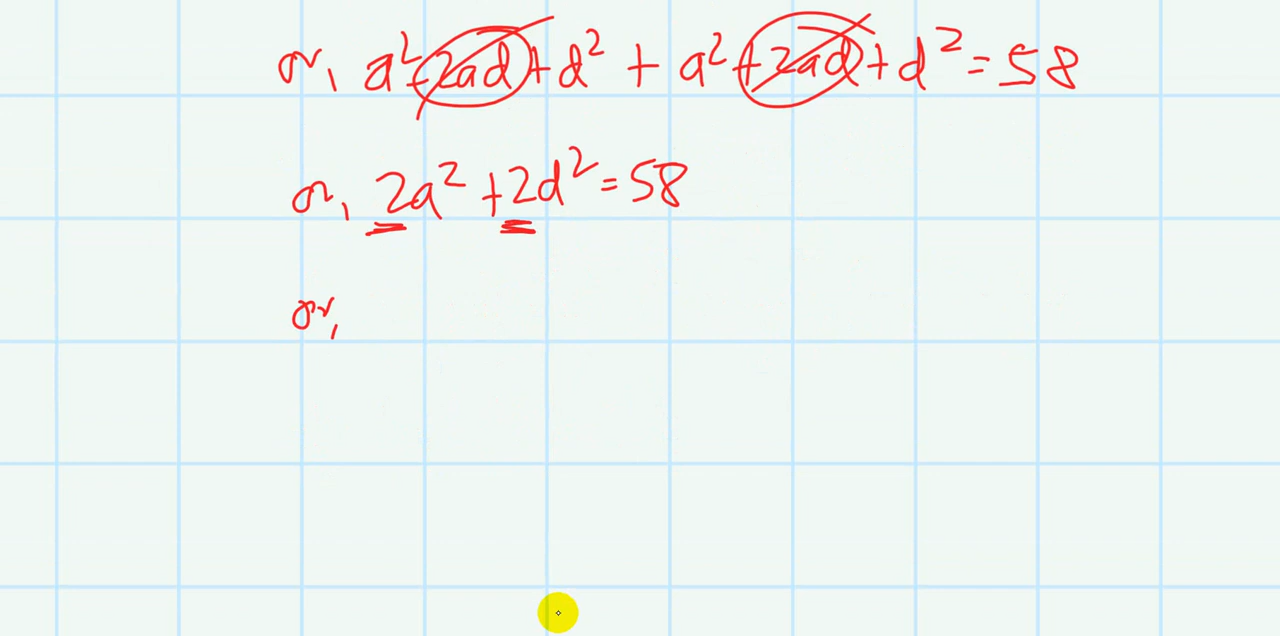 or, a² - 2ad + d² + a² + 2ad + d² = 58
or, 2a² + 2d² = 58
or,